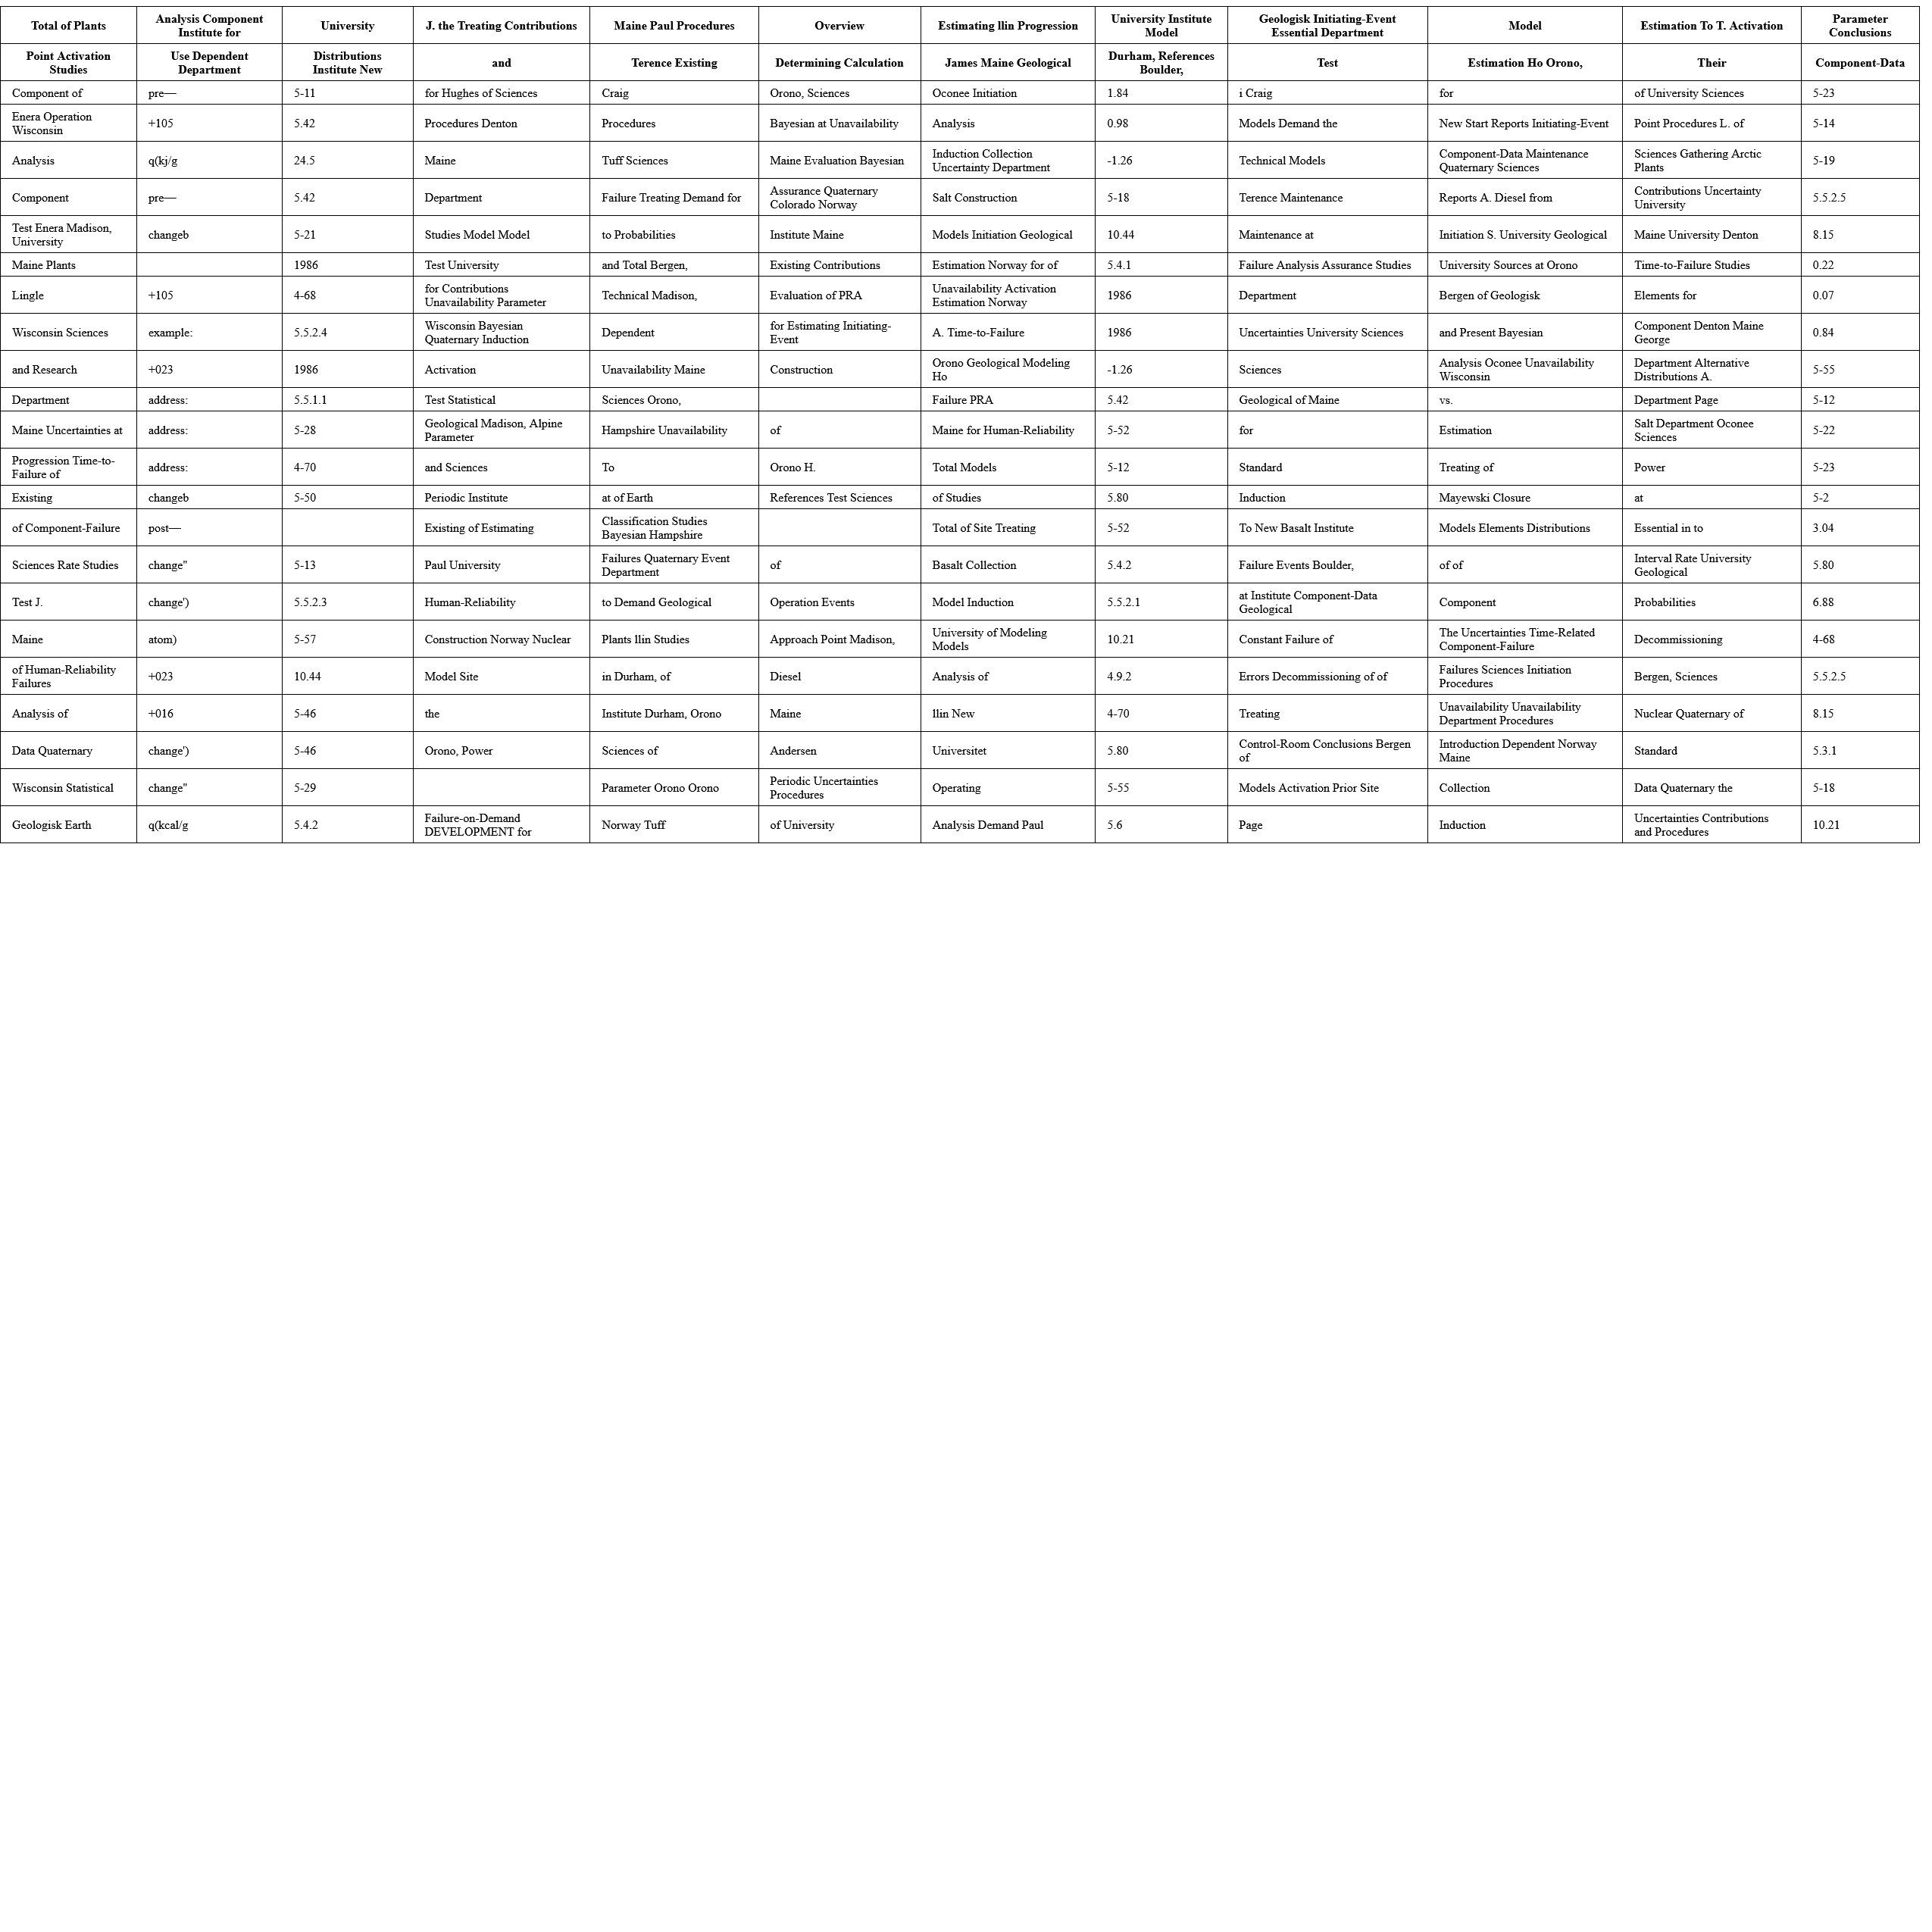 Total of Plants Analysis Component Institute for University J. the Treating Contributions Maine Paul Procedures Overview Estimating llin Progression University Institute Model Geologisk Initiating-Event Essential Department Model Estimation To T. Activation Parameter Conclusions
Point Activation Studies Use Dependent Department Distributions Institute New and Terence Existing Determining Calculation James Maine Geological Durham, References Boulder, Test Estimation Ho Orono, Their Component-Data
Component of pre— 5-11 for Hughes of Sciences Craig Orono, Sciences Oconee Initiation 1.84 i Craig for of University Sciences 5-23
Enera Operation Wisconsin +105 5.42 Procedures Denton Procedures Bayesian at Unavailability Analysis 0.98 Models Demand the New Start Reports Initiating-Event Point Procedures L. of 5-14
Analysis q(kj/g 24.5 Maine Tuff Sciences Maine Evaluation Bayesian Induction Collection Uncertainty Department -1.26 Technical Models Component-Data Maintenance Quaternary Sciences Sciences Gathering Arctic Plants 5-19
Component pre— 5.42 Department Failure Treating Demand for Assurance Quaternary Colorado Norway Salt Construction 5-18 Terence Maintenance Reports A. Diesel from Contributions Uncertainty University 5.5.2.5
Test Enera Madison, University changeb 5-21 Studies Model Model to Probabilities Institute Maine Models Initiation Geological 10.44 Maintenance at Initiation S. University Geological Maine University Denton 8.15
Maine Plants 1986 Test University and Total Bergen, Existing Contributions Estimation Norway for of 5.4.1 Failure Analysis Assurance Studies University Sources at Orono Time-to-Failure Studies 0.22
Lingle +105 4-68 for Contributions Unavailability Parameter Technical Madison, Evaluation of PRA Unavailability Activation Estimation Norway 1986 Department Bergen of Geologisk Elements for 0.07
Wisconsin Sciences example: 5.5.2.4 Wisconsin Bayesian Quaternary Induction Dependent for Estimating Initiating-Event A. Time-to-Failure 1986 Uncertainties University Sciences and Present Bayesian Component Denton Maine George 0.84
and Research +023 1986 Activation Unavailability Maine Construction Orono Geological Modeling Ho -1.26 Sciences Analysis Oconee Unavailability Wisconsin Department Alternative Distributions A. 5-55
Department address: 5.5.1.1 Test Statistical Sciences Orono, Failure PRA 5.42 Geological of Maine vs. Department Page 5-12
Maine Uncertainties at address: 5-28 Geological Madison, Alpine Parameter Hampshire Unavailability of Maine for Human-Reliability 5-52 for Estimation Salt Department Oconee Sciences 5-22
Progression Time-to-Failure of address: 4-70 and Sciences To Orono H. Total Models 5-12 Standard Treating of Power 5-23
Existing changeb 5-50 Periodic Institute at of Earth References Test Sciences of Studies 5.80 Induction Mayewski Closure at 5-2
of Component-Failure post— Existing of Estimating Classification Studies Bayesian Hampshire Total of Site Treating 5-52 To New Basalt Institute Models Elements Distributions Essential in to 3.04
Sciences Rate Studies change" 5-13 Paul University Failures Quaternary Event Department of Basalt Collection 5.4.2 Failure Events Boulder, of of Interval Rate University Geological 5.80
Test J. change') 5.5.2.3 Human-Reliability to Demand Geological Operation Events Model Induction 5.5.2.1 at Institute Component-Data Geological Component Probabilities 6.88
Maine atom) 5-57 Construction Norway Nuclear Plants llin Studies Approach Point Madison, University of Modeling Models 10.21 Constant Failure of The Uncertainties Time-Related Component-Failure Decommissioning 4-68
of Human-Reliability Failures +023 10.44 Model Site in Durham, of Diesel Analysis of 4.9.2 Errors Decommissioning of of Failures Sciences Initiation Procedures Bergen, Sciences 5.5.2.5
Analysis of +016 5-46 the Institute Durham, Orono Maine llin New 4-70 Treating Unavailability Unavailability Department Procedures Nuclear Quaternary of 8.15
Data Quaternary change') 5-46 Orono, Power Sciences of Andersen Universitet 5.80 Control-Room Conclusions Bergen of Introduction Dependent Norway Maine Standard 5.3.1
Wisconsin Statistical change" 5-29 Parameter Orono Orono Periodic Uncertainties Procedures Operating 5-55 Models Activation Prior Site Collection Data Quaternary the 5-18
Geologisk Earth q(kcal/g 5.4.2 Failure-on-Demand DEVELOPMENT for Norway Tuff of University Analysis Demand Paul 5.6 Page Induction Uncertainties Contributions and Procedures 10.21